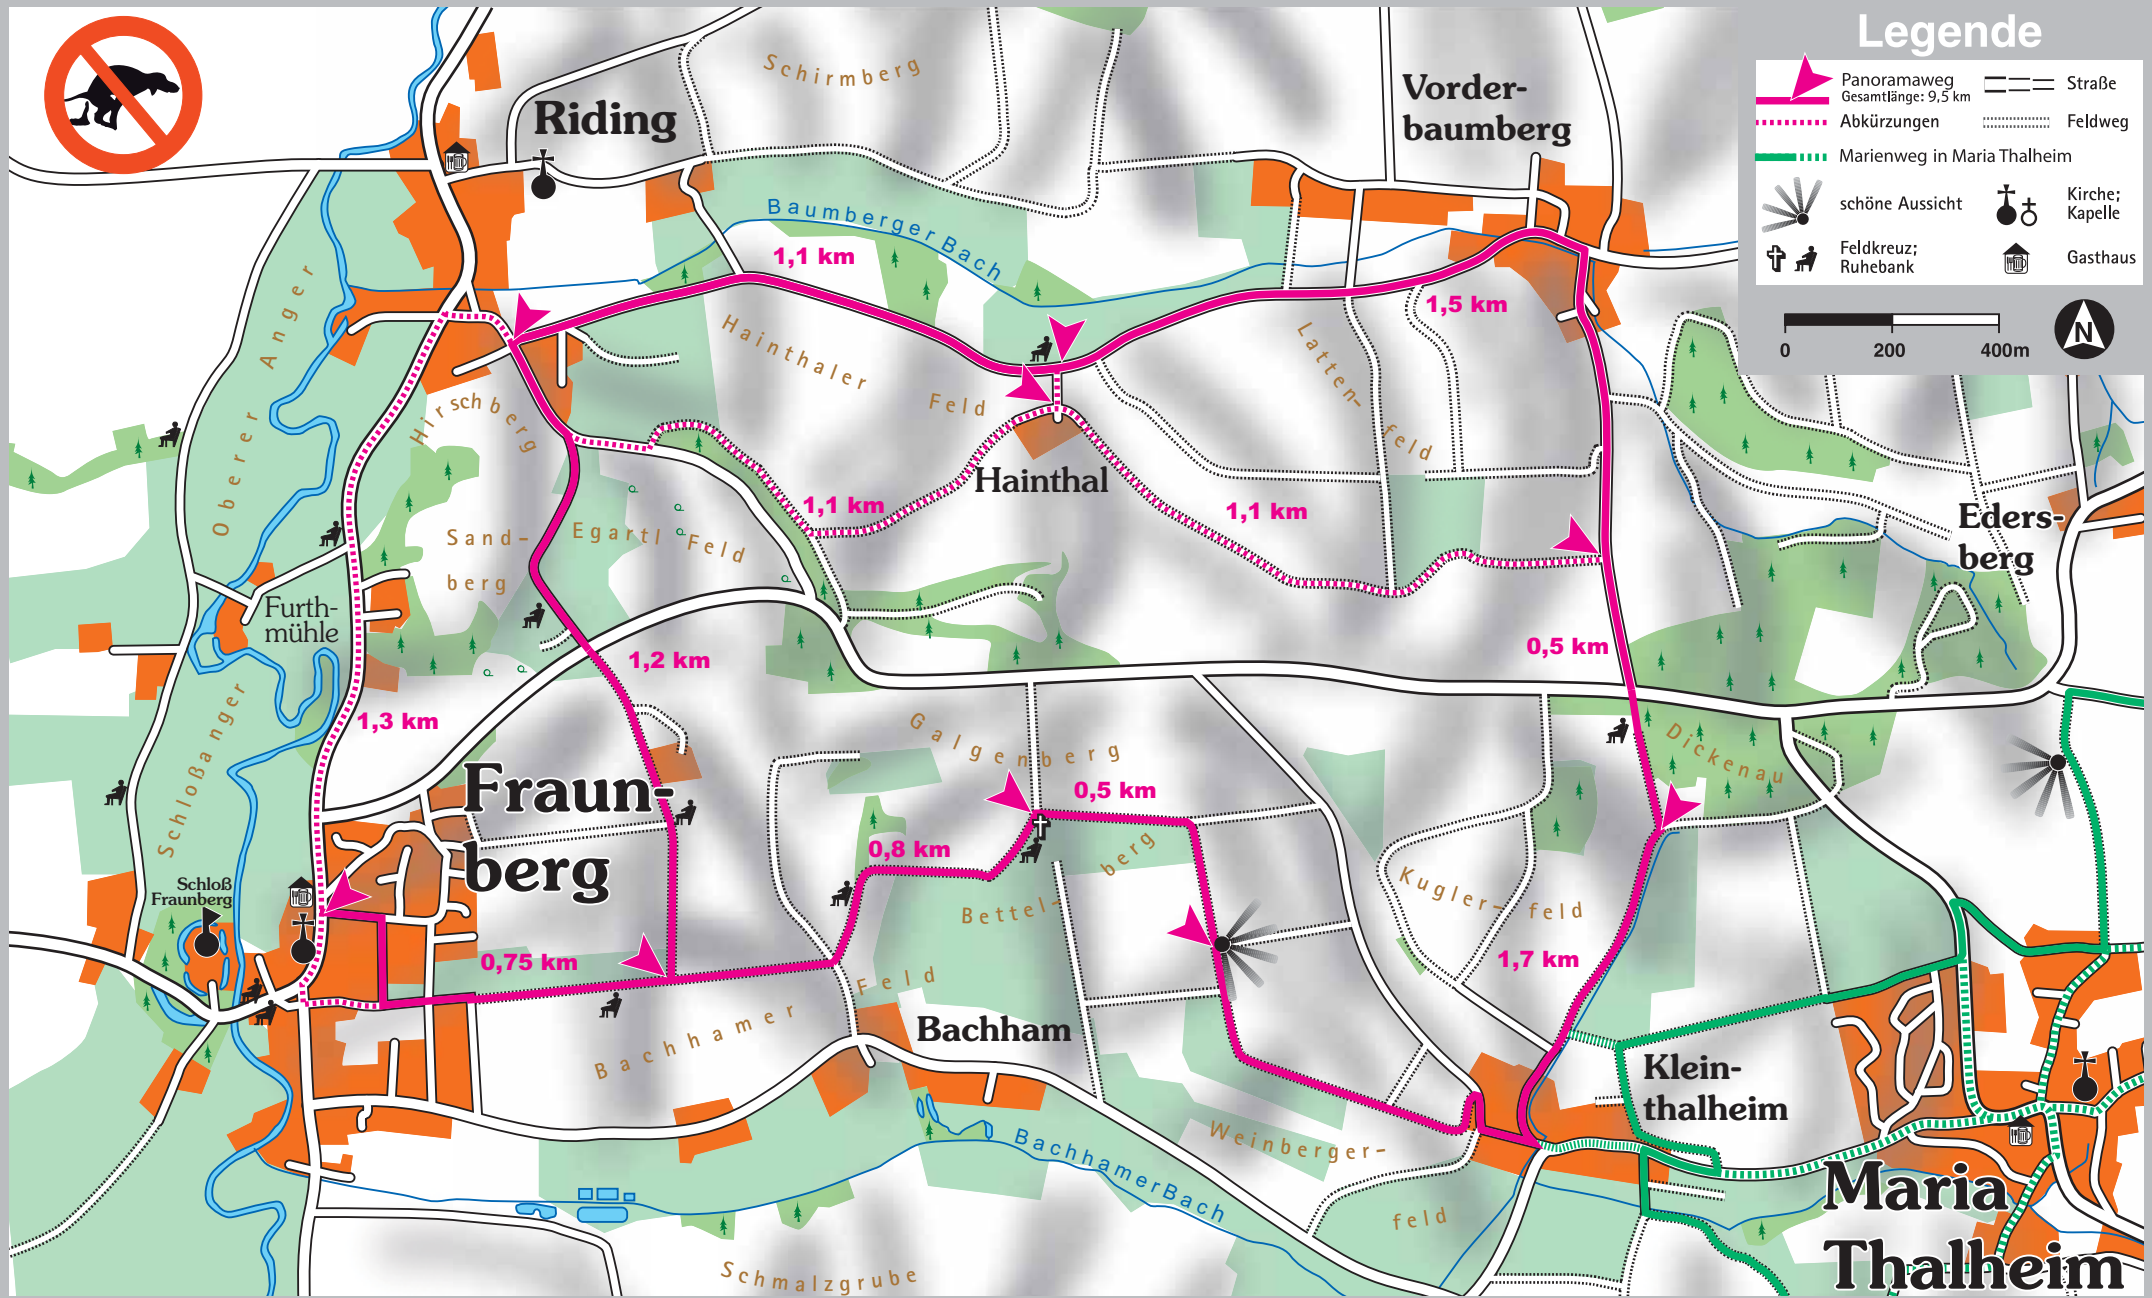 Legende
Panoramaweg
Gesamtlänge: 9,5 km
Abkürzungen
Marienweg in Maria Thalheim
schöne Aussicht
Feldkreuz;
Ruhebank
Straße
Feldweg
Kirche;
Kapelle
Gasthaus
0 200 400m
N
Schirmberg
Riding
Vorder-
baumberg
Baumberger Bach
1,1 km
1,5 km
Oberer Anger
Hainthaler
Feld
Latten-
feld
Hirschberg
Hainthal
1,1 km
1,1 km
Sand-
berg
Egartl Feld
Eders-
berg
Furth-
mühle
1,2 km
0,5 km
1,3 km
Schloßanger
Galgenberg
Dickenau
Fraun-
berg
0,5 km
0,8 km
Bettel-
berg
Kugler-
feld
Schloß
Fraunberg
0,75 km
1,7 km
Bachhamer
Feld
Bachham
Klein-
thalheim
Weinberger-
feld
Bachhamer Bach
Maria
Thalheim
Schmalzgrube